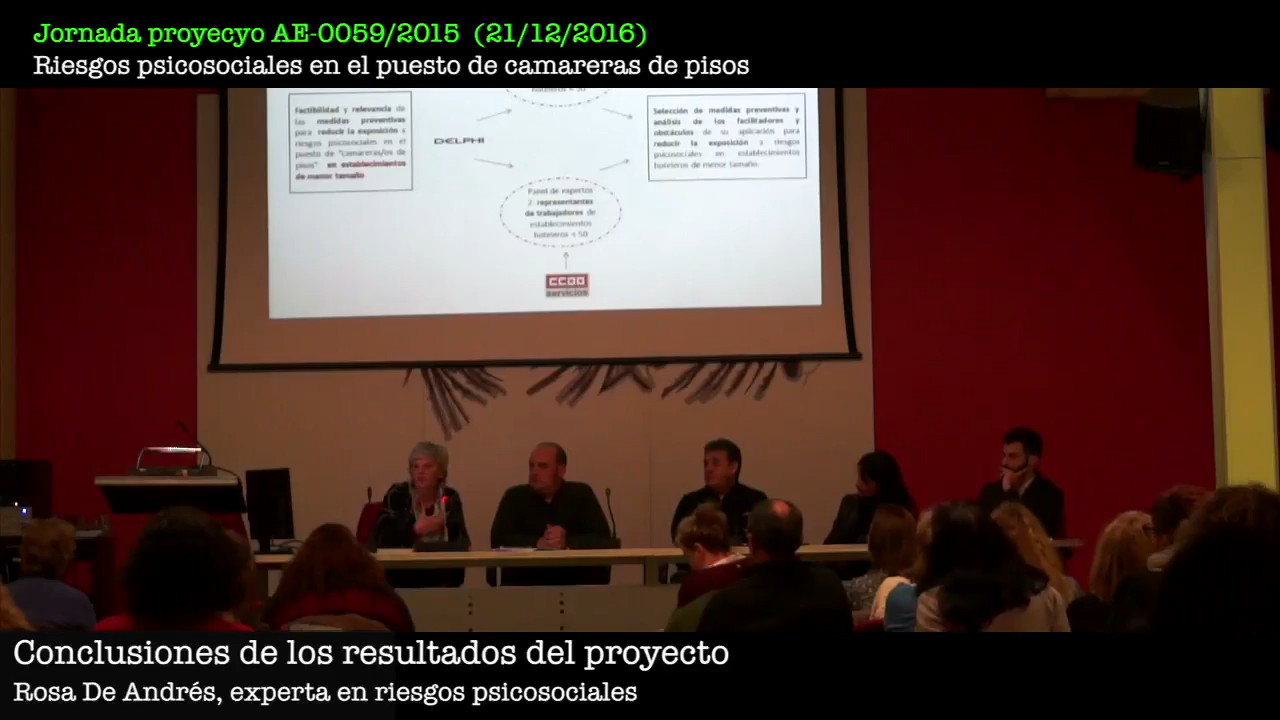 Jornada proyecyo AE-0059/2015 (21/12/2016)
Riesgos psicosociales en el puesto de camareras de pisos
hoteleros < 50
Factibilidad y relevancia de
las medidas preventivas
para reducir la exposición a
riesgos psicosociales en el
puesto de "camareras/os de
pisos" en establecimientos
de menor tamaño
DELPHI
Selección de medidas preventivas y
análisis de los facilitadores y
obstáculos de su aplicación para
reducir la exposición a riesgos
psicosociales en establecimientos
hoteleros de menor tamaño
Panel de expertos
2: representantes
de trabajadores de
establecimientos
hoteleros < 50
CCOO
servicios
Conclusiones de los resultados del proyecto
Rosa De Andrés, experta en riesgos psicosociales